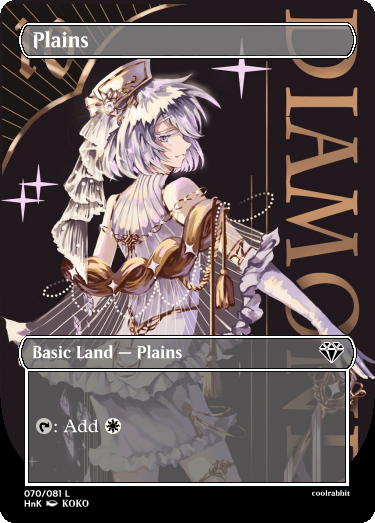 Plains
DIAMOND
Basic Land — Plains
: Add
070/081 L
HnK KOKO
coolrabbit